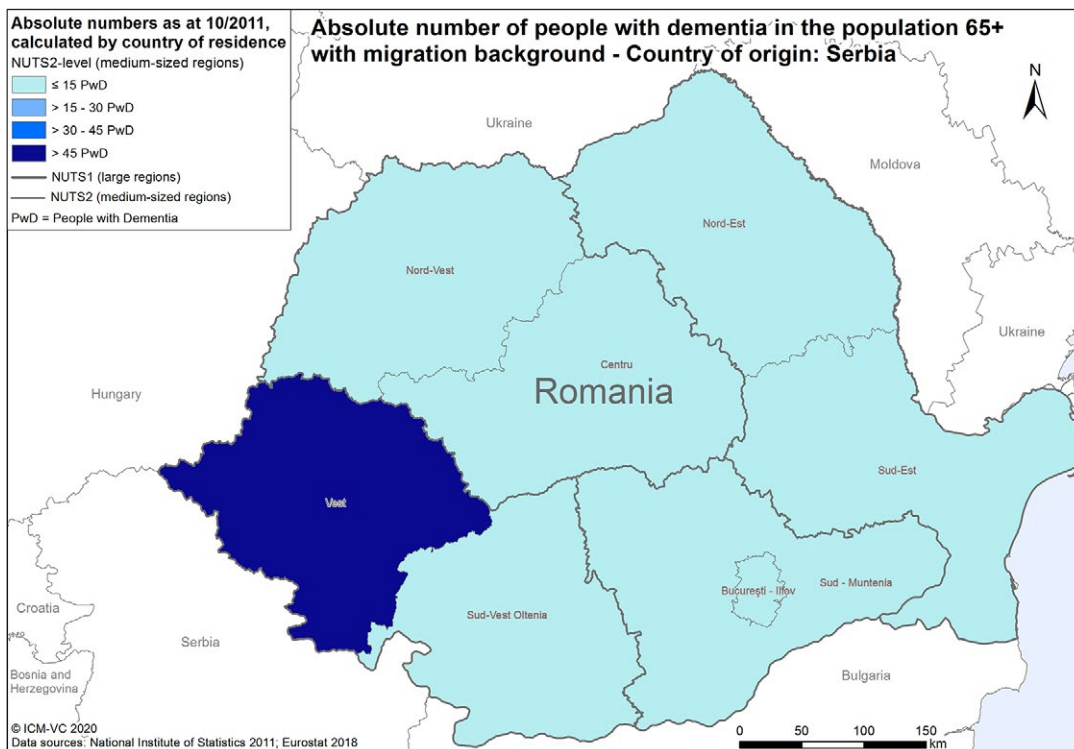 Absolute numbers as at 10/2011,
calculated by country of residence
NUTS2-level (medium-sized regions)
≤ 15 PwD
> 15 - 30 PwD
> 30 - 45 PwD
> 45 PwD
NUTS1 (large regions)
NUTS2 (medium-sized regions)
PwD = People with Dementia
Absolute number of people with dementia in the population 65+
with migration background - Country of origin: Serbia
N
Ukraine
Moldova
Nord-Est
Nord-Vest
Ukraine
Centru
Romania
Hungary
Sud-Est
Vest
Bucureşti - Ilfov
Sud - Muntenia
Sud-Vest Oltenia
Croatia
Serbia
Bosnia and
Herzegovina
Bulgaria
© ICM-VC 2020
Data sources: National Institute of Statistics 2011; Eurostat 2018
0 50 100 150
km